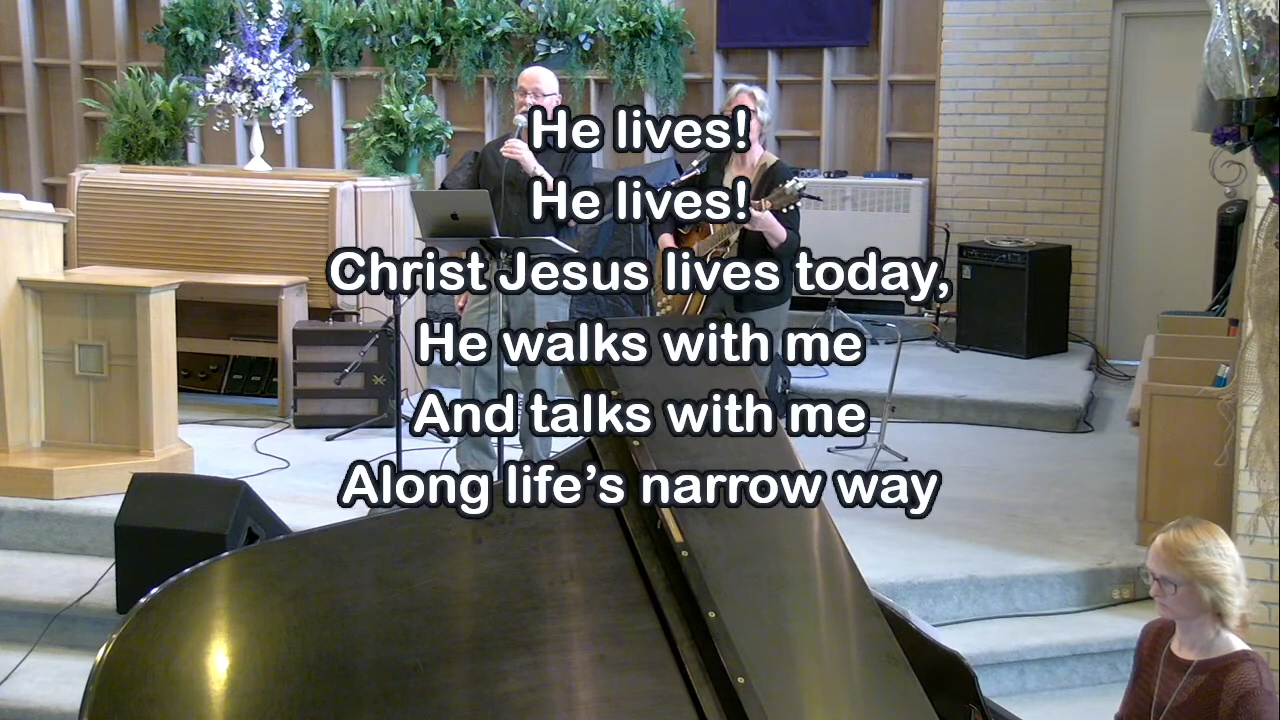 He lives!
He lives!
Christ Jesus lives today,
He walks with me
And talks with me
Along life's narrow way